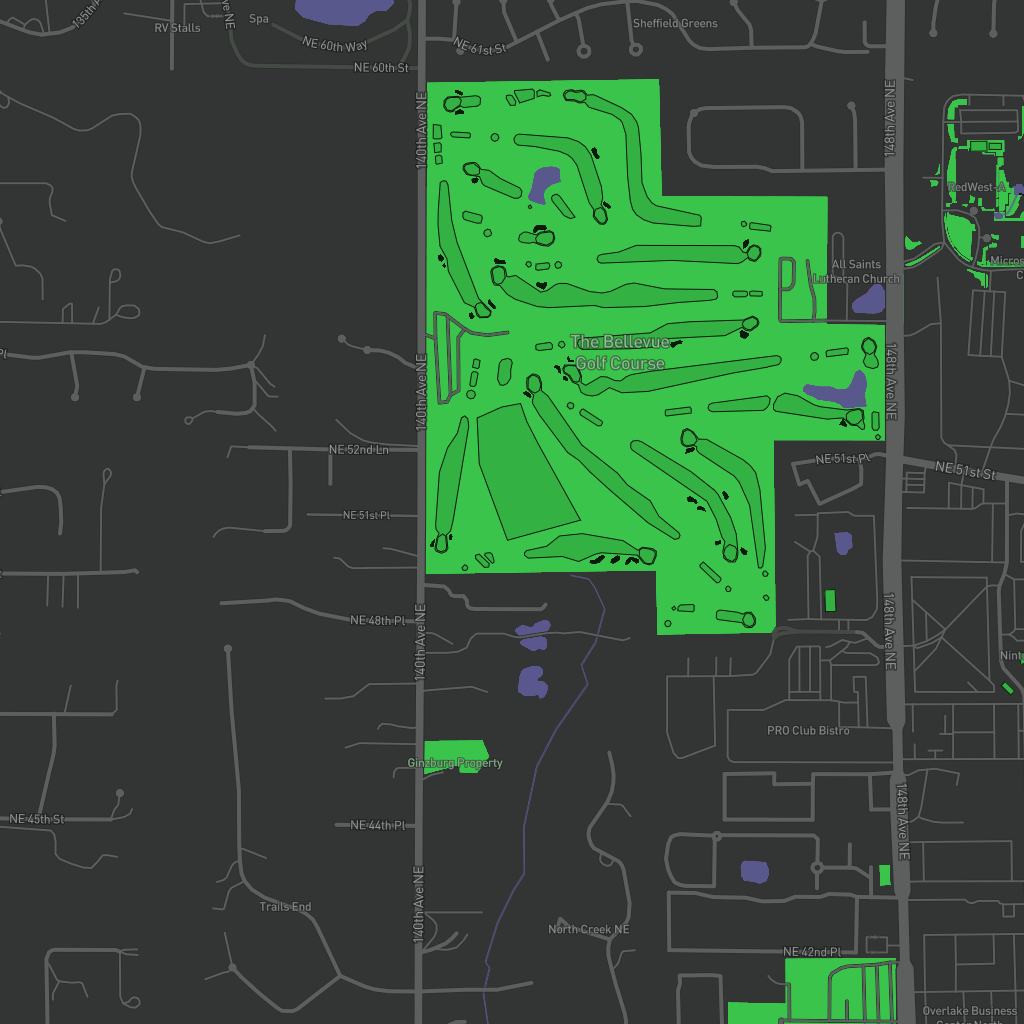 135th A
ve NE
RV Stalls
Spa
NE 60th Way
NE 60th St
NE 61st St
Sheffield Greens
140th Ave NE
148th Ave NE
RedWest-A
Micros
C
All Saints
Lutheran Church
The Bellevue
Golf Course
Pl
140th Ave NE
148th Ave NE
NE 52nd Ln
NE 51st Pl
NE 51st St
NE 51st Pl
NE 48th Pl
140th Ave NE
148th Ave NE
Nint
PRO Club Bistro
Ginzburg Property
NE 45th St
NE 44th Pl
148th Ave NE
Trails End
140th Ave NE
North Creek NE
NE 42nd Pl
Overlake Business
Center North